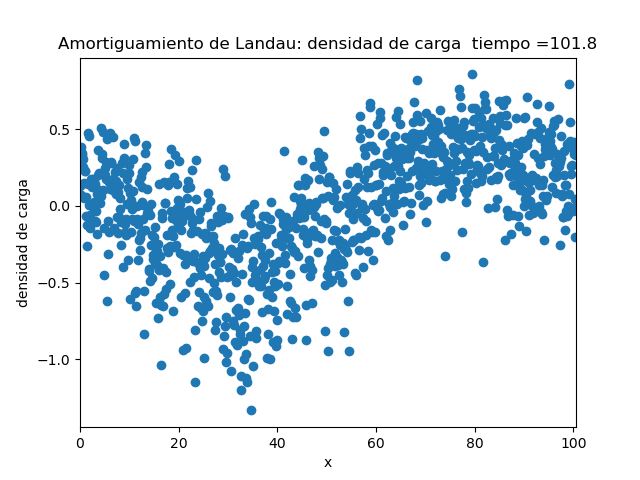 Amortiguamiento de Landau: densidad de carga  tiempo =101.8
0.5
0.0
−0.5
−1.0
densidad de carga
0 20 40 60 80 100
x